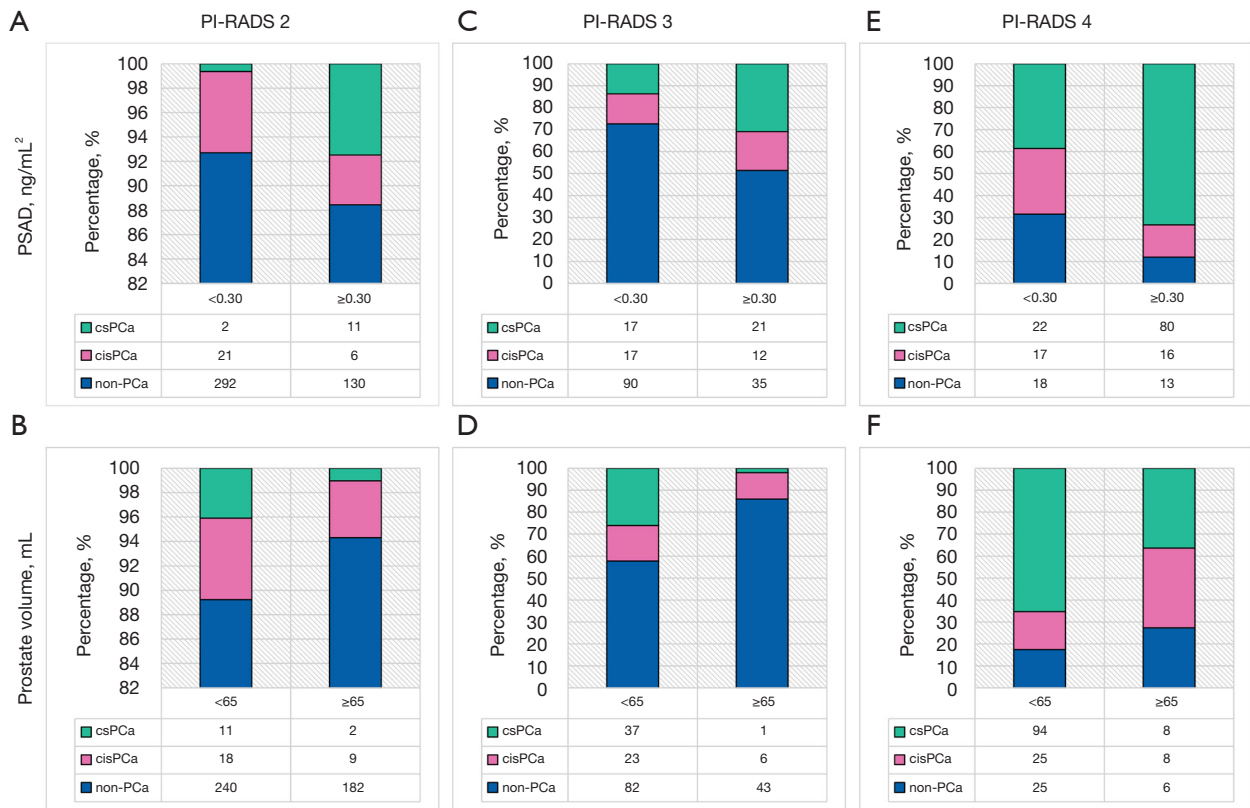 A
PI-RADS 2
PSAD, ng/mL²
Percentage, %
100
98
96
94
92
90
88
86
84
82
<0.30 ≥0.30
csPCa 2 11
cisPCa 21 6
non-PCa 292 130
C
PI-RADS 3
Percentage, %
100
90
80
70
60
50
40
30
20
10
0
<0.30 ≥0.30
csPCa 17 21
cisPCa 17 12
non-PCa 90 35
E
PI-RADS 4
Percentage, %
100
90
80
70
60
50
40
30
20
10
0
<0.30 ≥0.30
csPCa 22 80
cisPCa 17 16
non-PCa 18 13
B
Prostate volume, mL
Percentage, %
100
98
96
94
92
90
88
86
84
82
<65 ≥65
csPCa 11 2
cisPCa 18 9
non-PCa 240 182
D
Percentage, %
100
90
80
70
60
50
40
30
20
10
0
<65 ≥65
csPCa 37 1
cisPCa 23 6
non-PCa 82 43
F
Percentage, %
100
90
80
70
60
50
40
30
20
10
0
<65 ≥65
csPCa 94 8
cisPCa 25 8
non-PCa 25 6